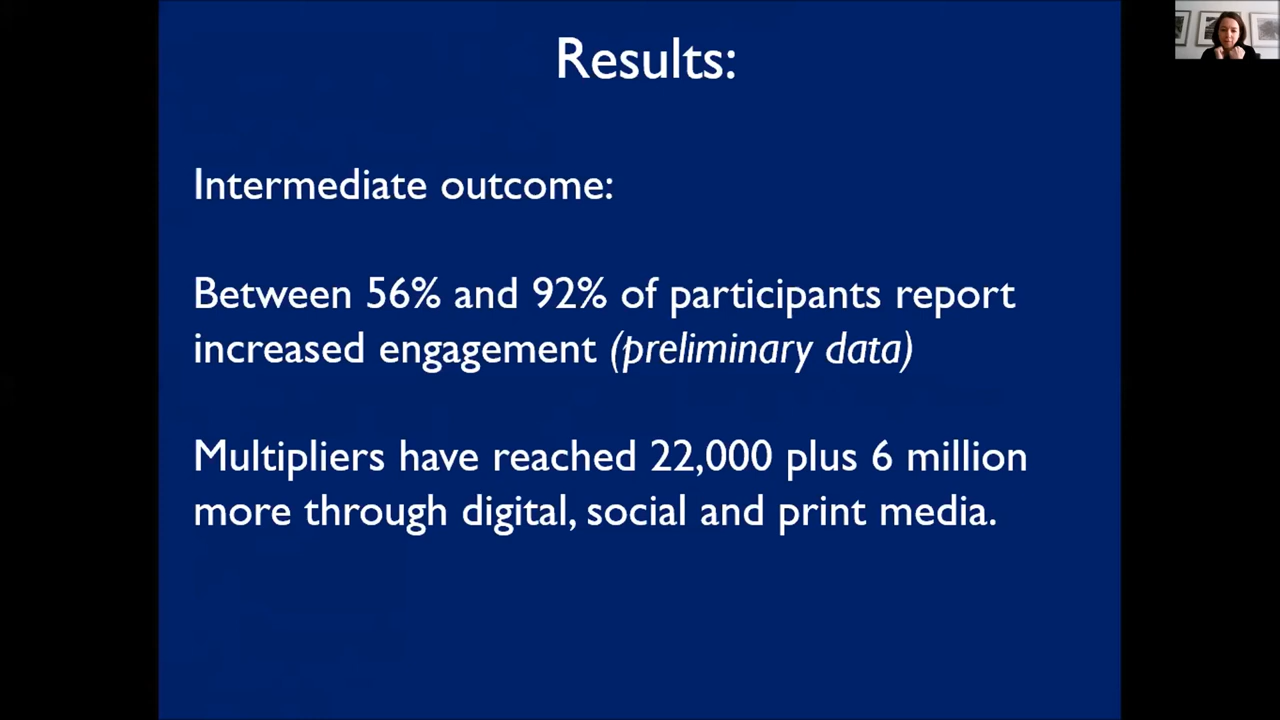 Results:
Intermediate outcome:
Between 56% and 92% of participants report
increased engagement (preliminary data)
Multipliers have reached 22,000 plus 6 million
more through digital, social and print media.